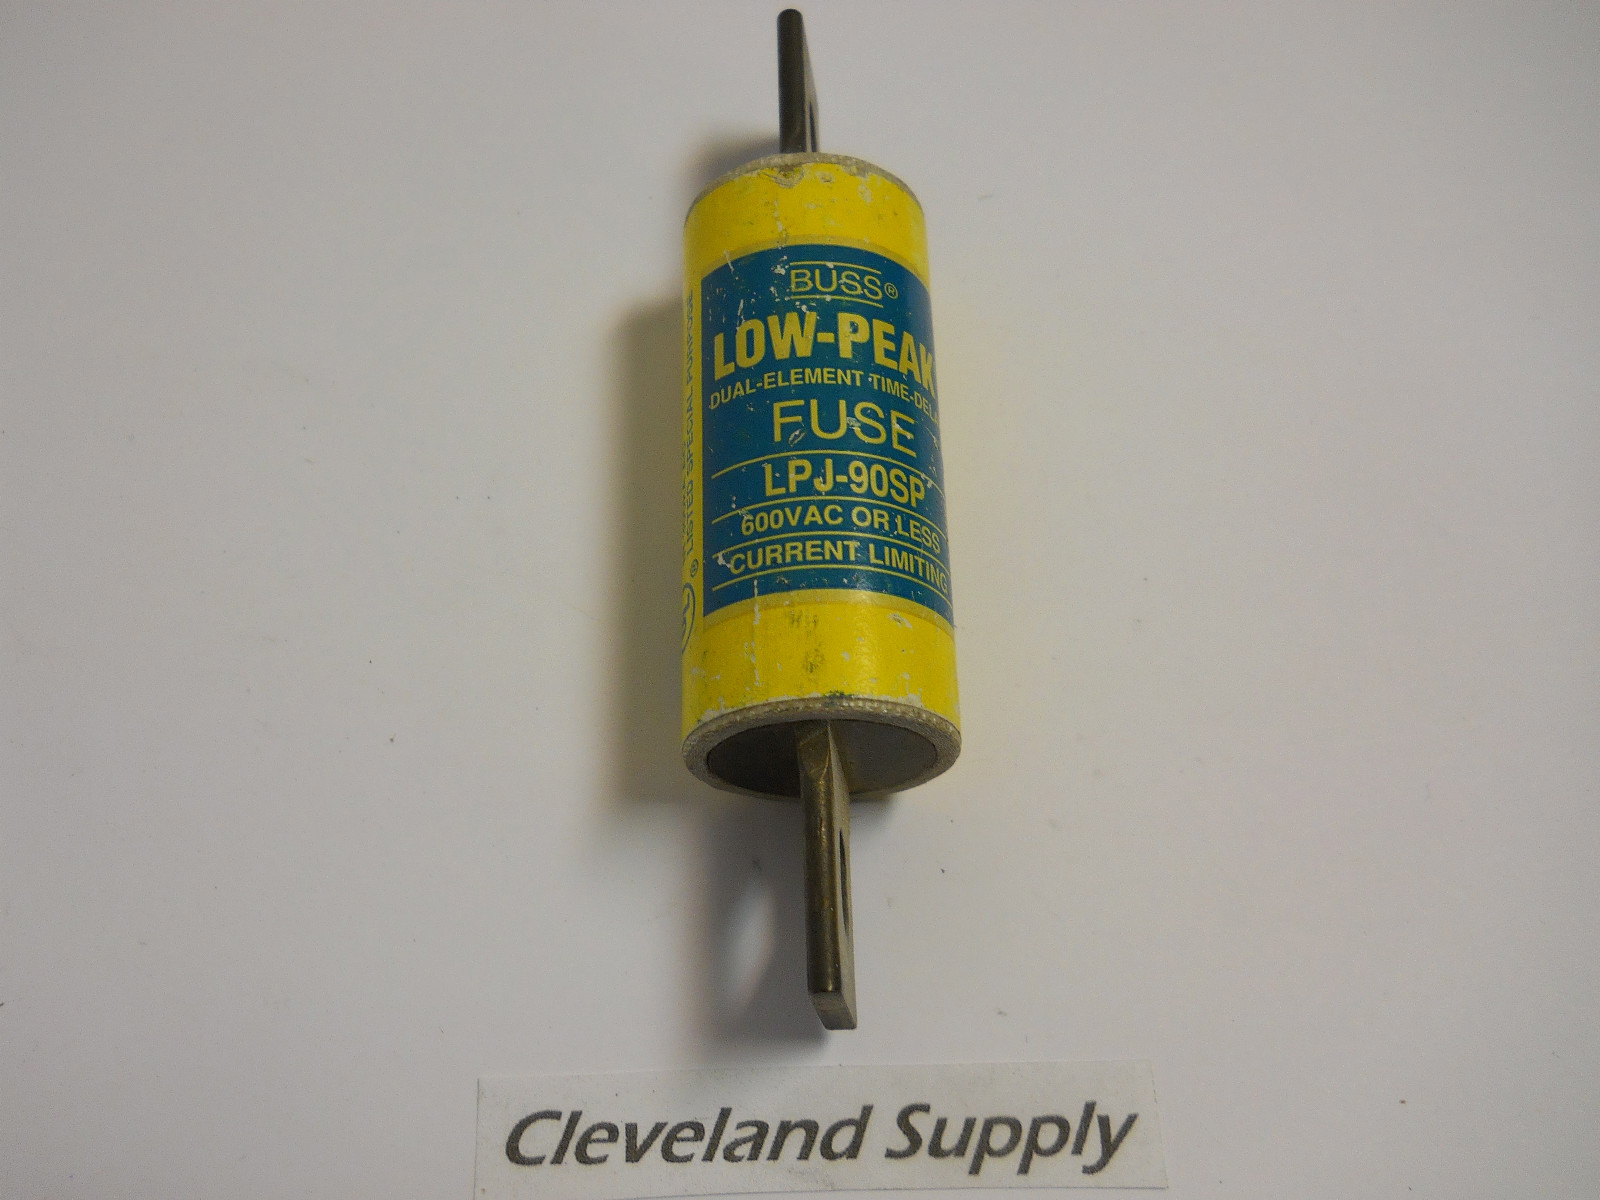 BUSS®
LOW-PEAK
DUAL-ELEMENT TIME-DELA
FUSE
LPJ-90SP
600VAC OR LESS
CURRENT LIMITING
® LISTED SPECIAL PURPOSE
Cleveland Supply